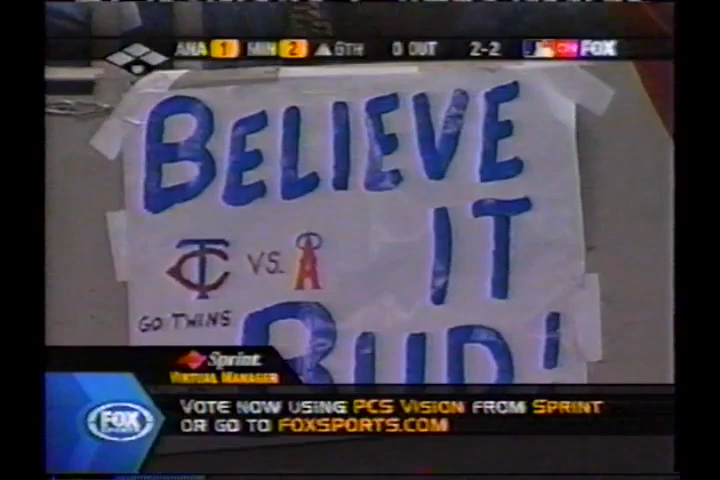 ANA 1 MIN 2 ▲6TH 0 OUT 2-2 ON FOX
BELIEVE
IT
TC VS. A
GO TWINS
BUD!
Sprint
VIRTUAL MANAGER
FOX
VOTE NOW USING PCS VISION FROM SPRINT
OR GO TO FOXSPORTS.COM